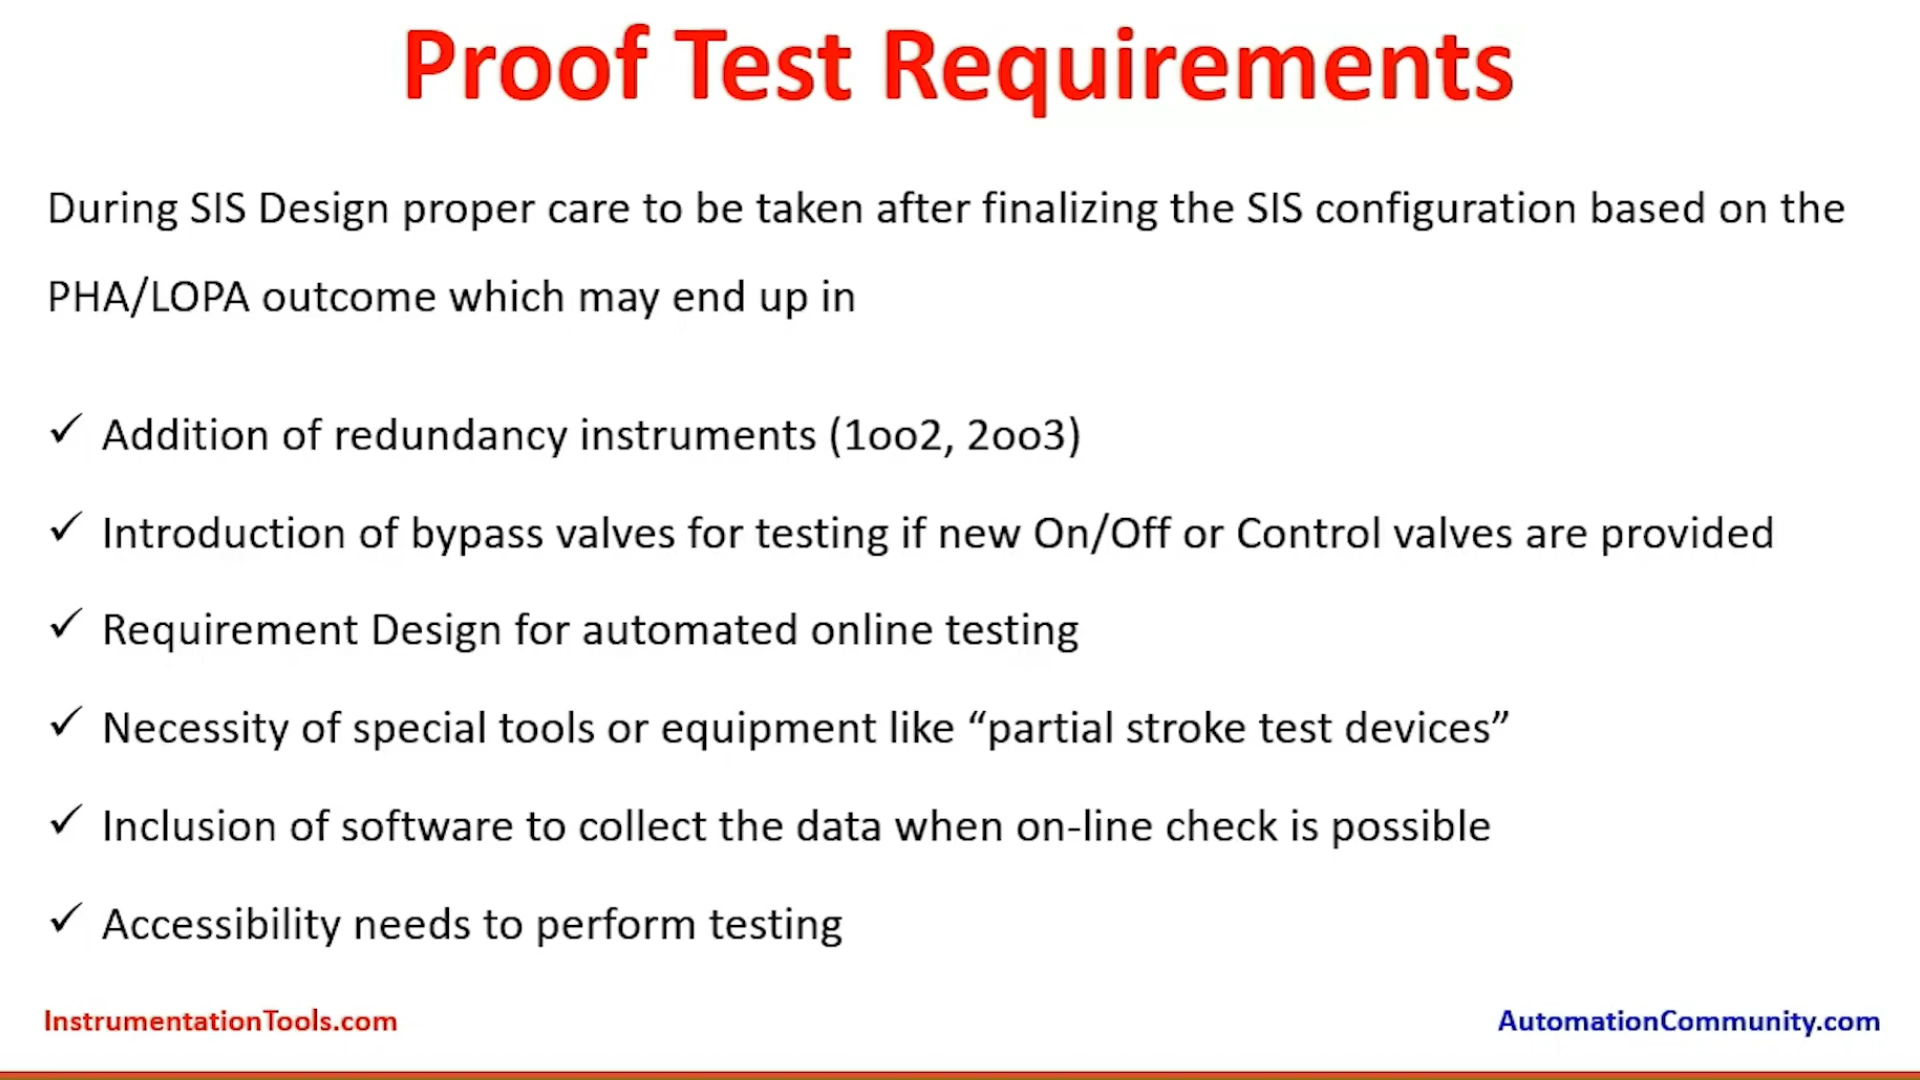 Proof Test Requirements
During SIS Design proper care to be taken after finalizing the SIS configuration based on the
PHA/LOPA outcome which may end up in
✓ Addition of redundancy instruments (1oo2, 2oo3)
✓ Introduction of bypass valves for testing if new On/Off or Control valves are provided
✓ Requirement Design for automated online testing
✓ Necessity of special tools or equipment like “partial stroke test devices”
✓ Inclusion of software to collect the data when on-line check is possible
✓ Accessibility needs to perform testing
InstrumentationTools.com
AutomationCommunity.com